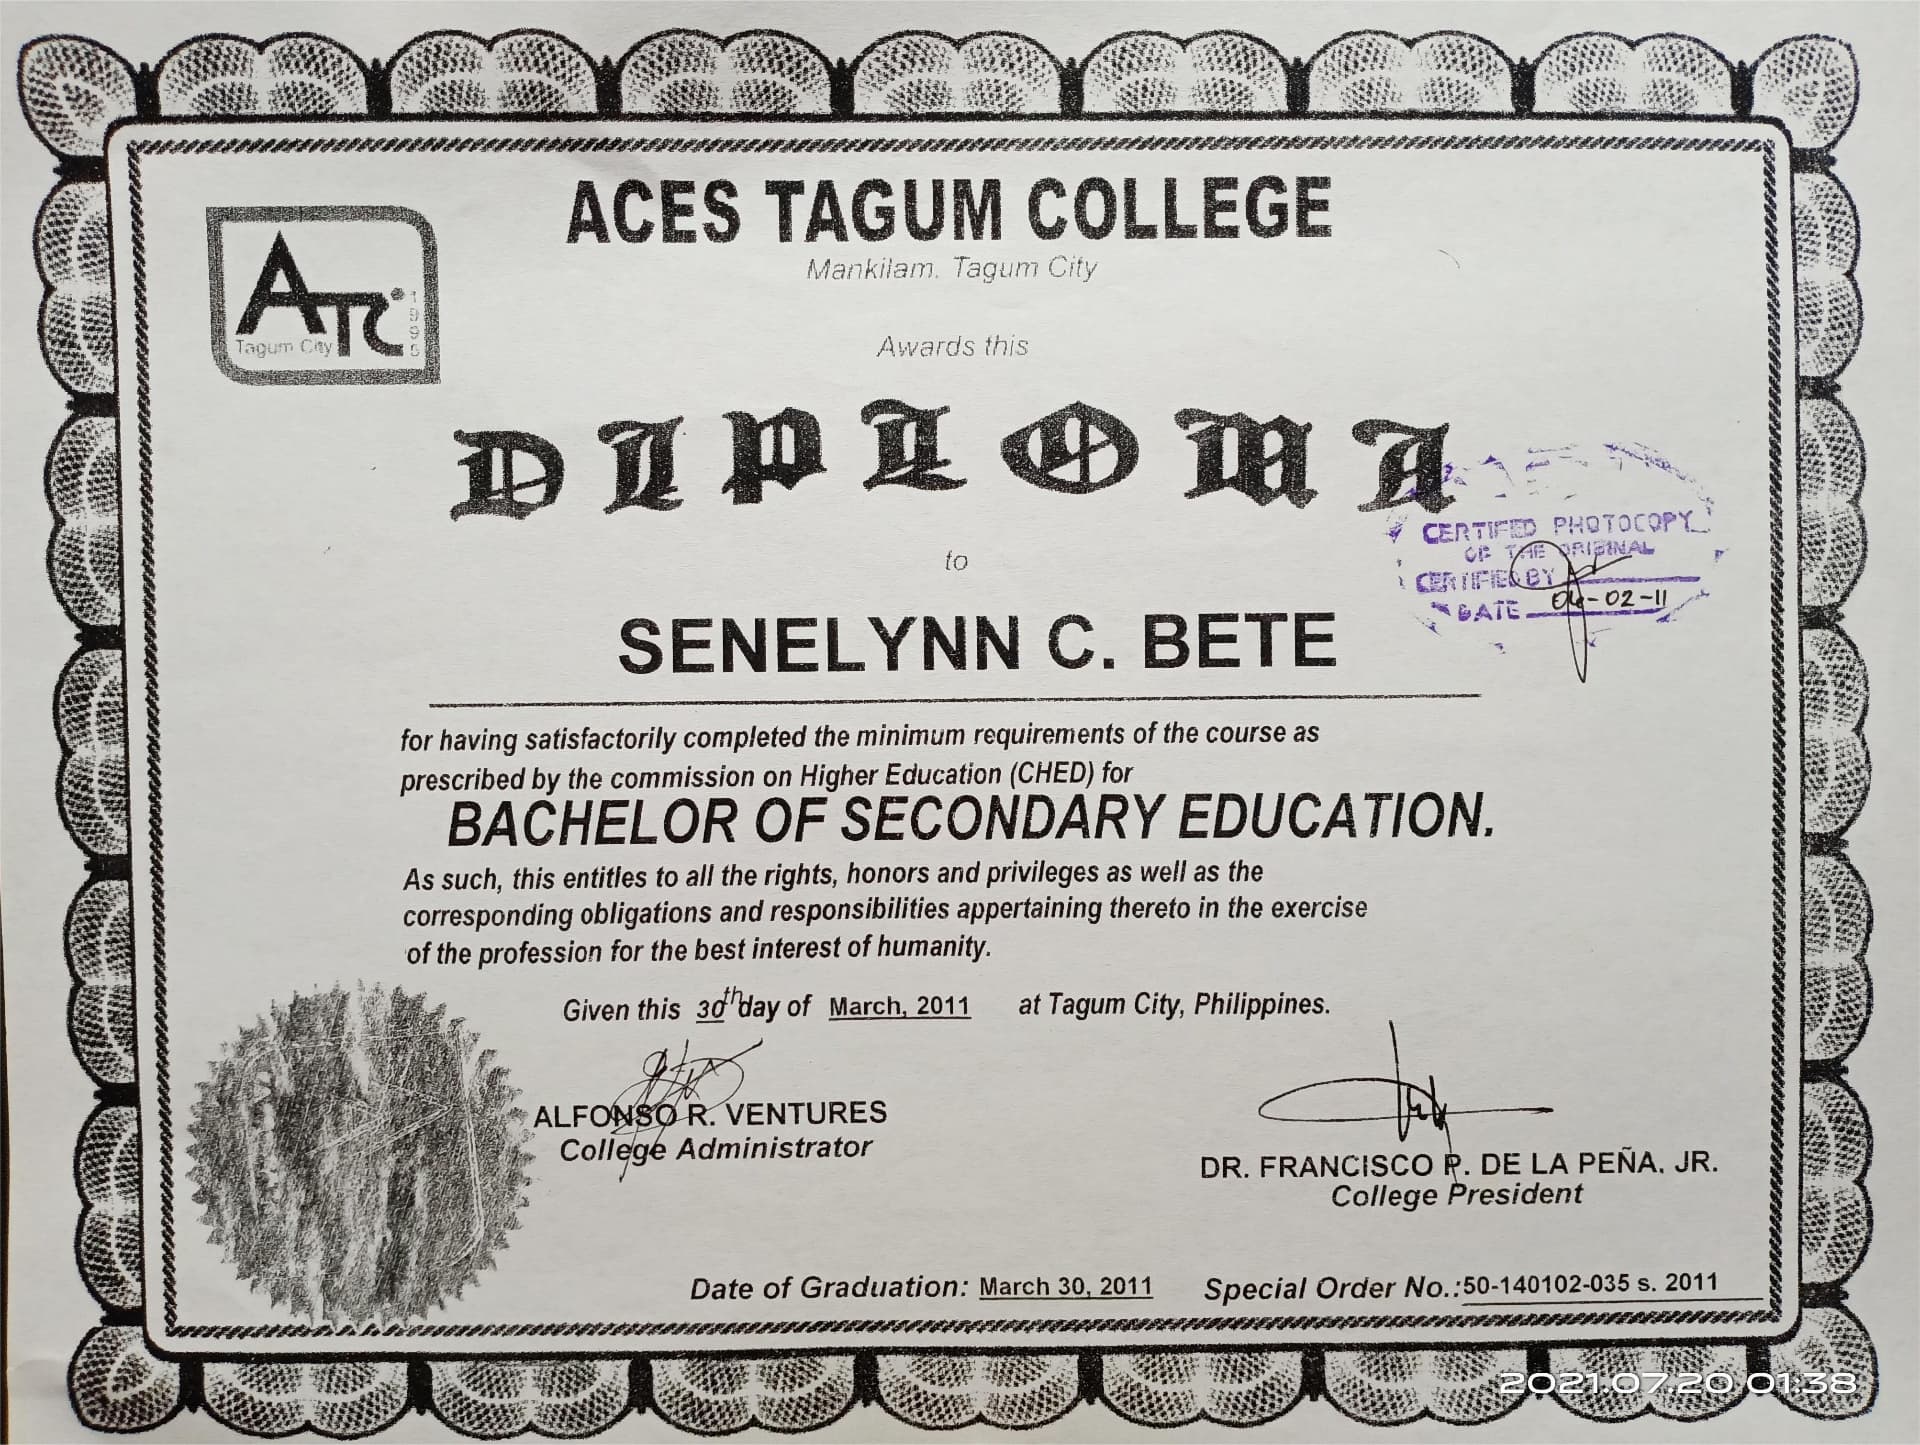 ACES TAGUM COLLEGE
Mankilam. Tagum City
ATC
1995
Tagum City
Awards this
DIPLOMA
CERTIFIED PHOTOCOPY
OF THE ORIGINAL
CERTIFIED BY
DATE 04-02-11
to
SENELYNN C. BETE
for having satisfactorily completed the minimum requirements of the course as
prescribed by the commission on Higher Education (CHED) for
BACHELOR OF SECONDARY EDUCATION.
As such, this entitles to all the rights, honors and privileges as well as the
corresponding obligations and responsibilities appertaining thereto in the exercise
of the profession for the best interest of humanity.
Given this 30th day of March, 2011 at Tagum City, Philippines.
ALFONSO R. VENTURES
College Administrator
DR. FRANCISCO P. DE LA PEÑA. JR.
College President
Date of Graduation: March 30, 2011 Special Order No.:50-140102-035 s. 2011
2021.07.20 01:38